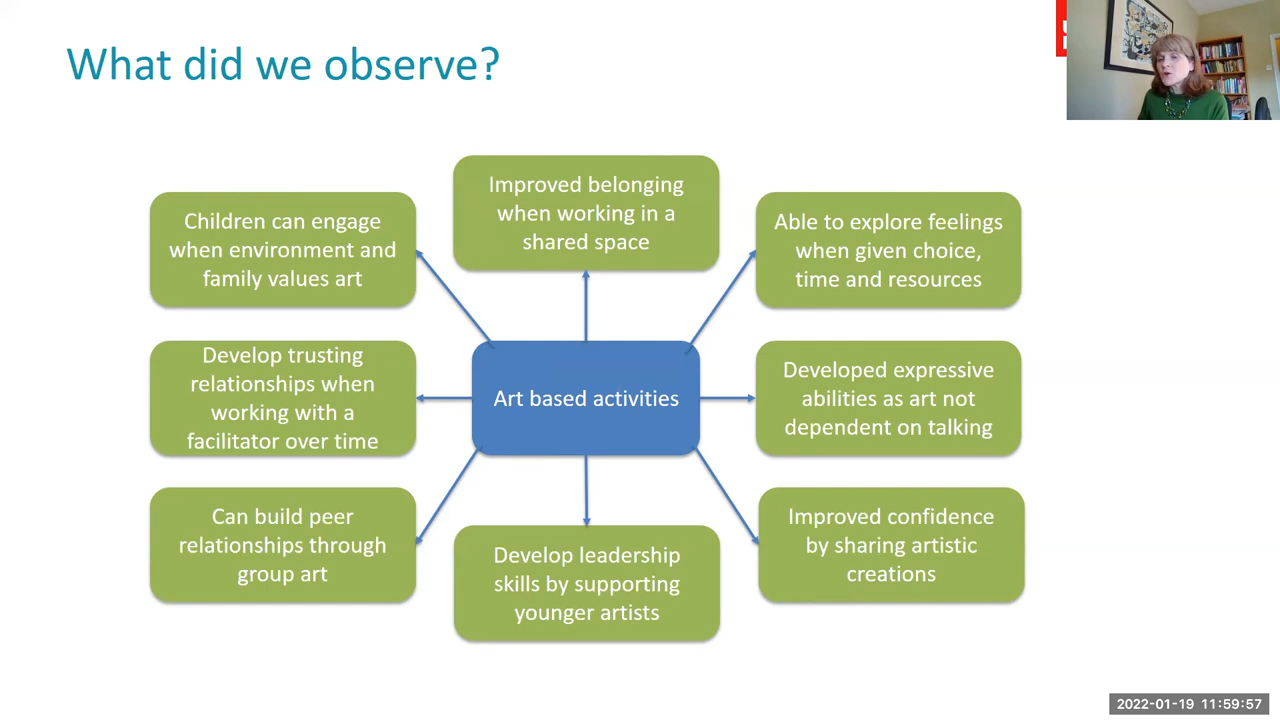 What did we observe?
Improved belonging
when working in a
shared space
Children can engage
when environment and
family values art
Able to explore feelings
when given choice,
time and resources
Develop trusting
relationships when
working with a
facilitator over time
Art based activities
Developed expressive
abilities as art not
dependent on talking
Can build peer
relationships through
group art
Develop leadership
skills by supporting
younger artists
Improved confidence
by sharing artistic
creations
2022-01-19 11:59:57